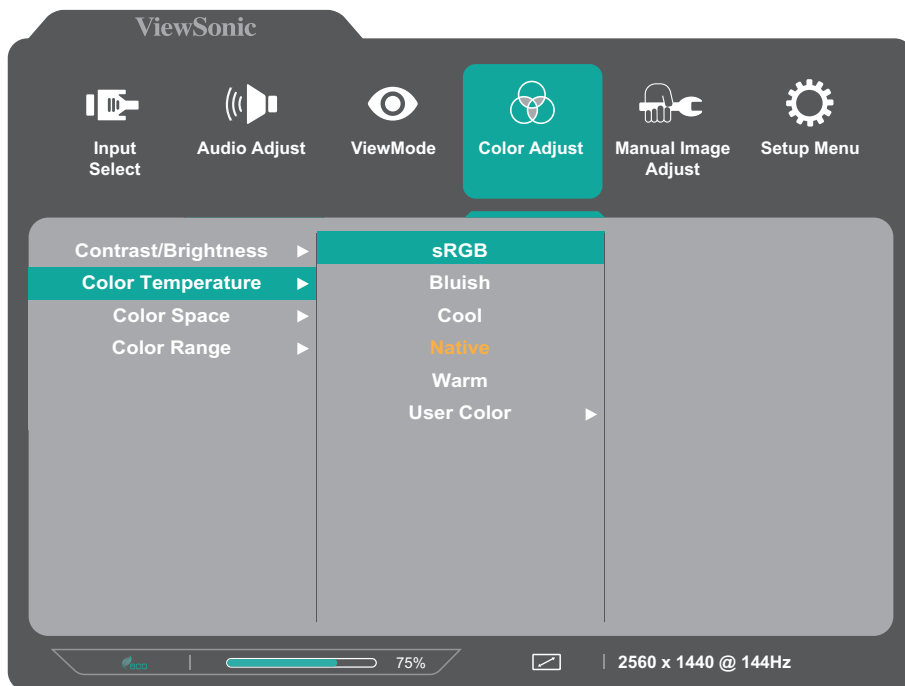 ViewSonic
Input
Select
Audio Adjust
ViewMode
Color Adjust
Manual Image
Adjust
Setup Menu
Contrast/Brightness
Color Temperature
Color Space
Color Range
sRGB
Bluish
Cool
Native
Warm
User Color
eco
75%
2560 x 1440 @ 144Hz